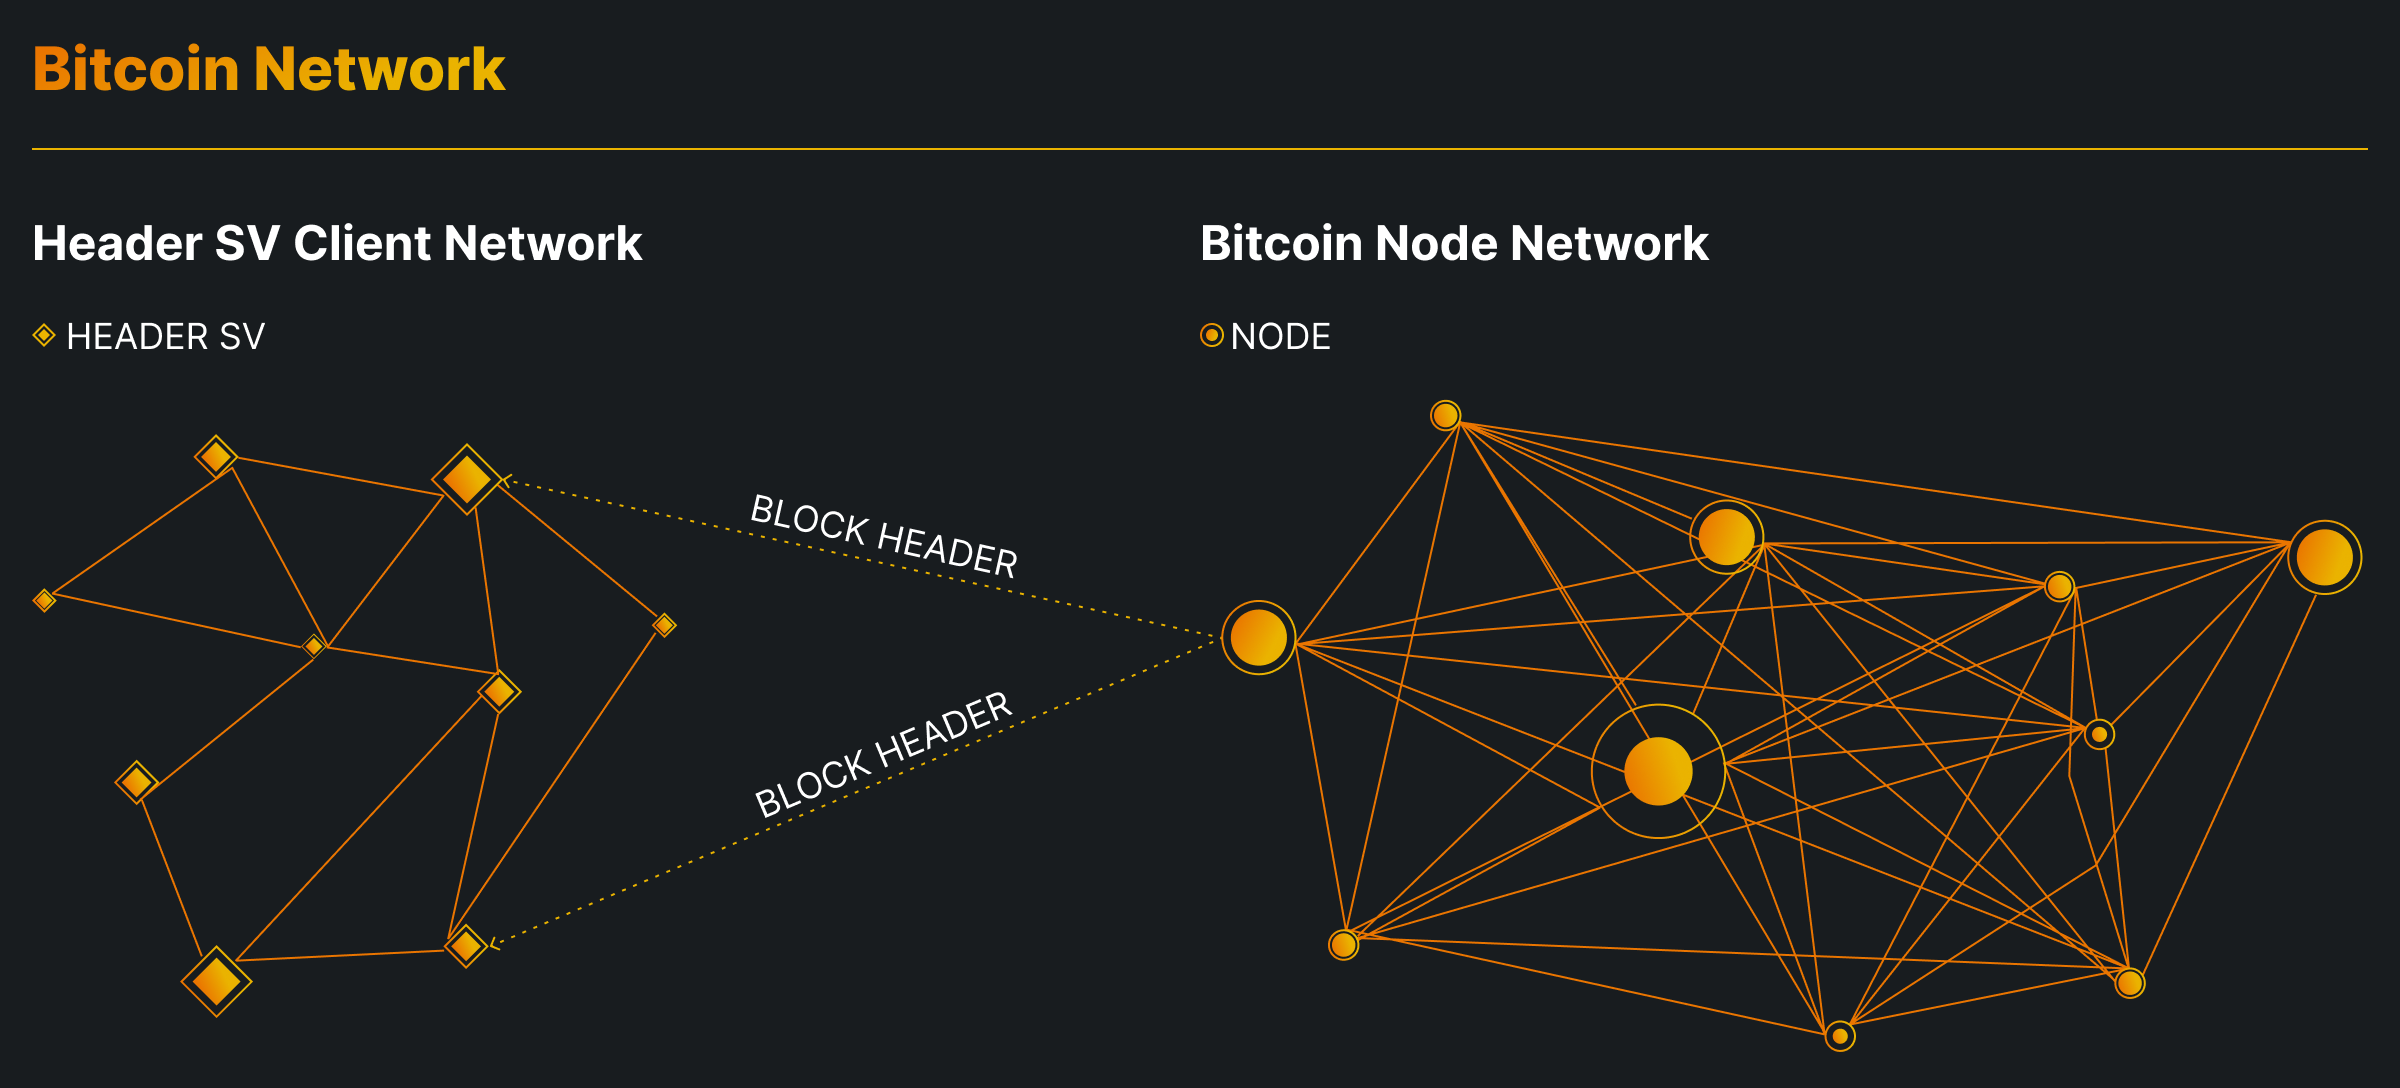 Bitcoin Network
Header SV Client Network
HEADER SV
Bitcoin Node Network
NODE
BLOCK HEADER
BLOCK HEADER